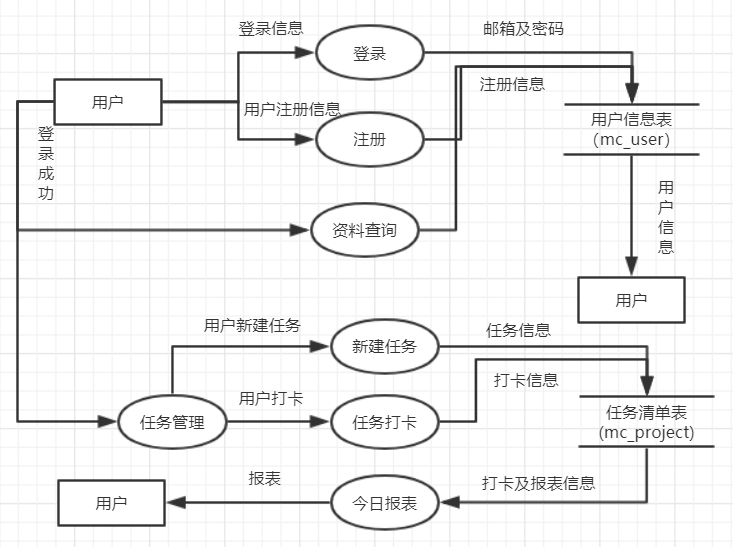 登录信息
登录
邮箱及密码
用户
用户注册信息
注册
注册信息
用户信息表
（mc_user）
登
录
成
功
资料查询
用
户
信
息
用户
用户新建任务
新建任务
任务信息
任务管理
用户打卡
任务打卡
打卡信息
任务清单表
(mc_project)
用户
报表
今日报表
打卡及报表信息